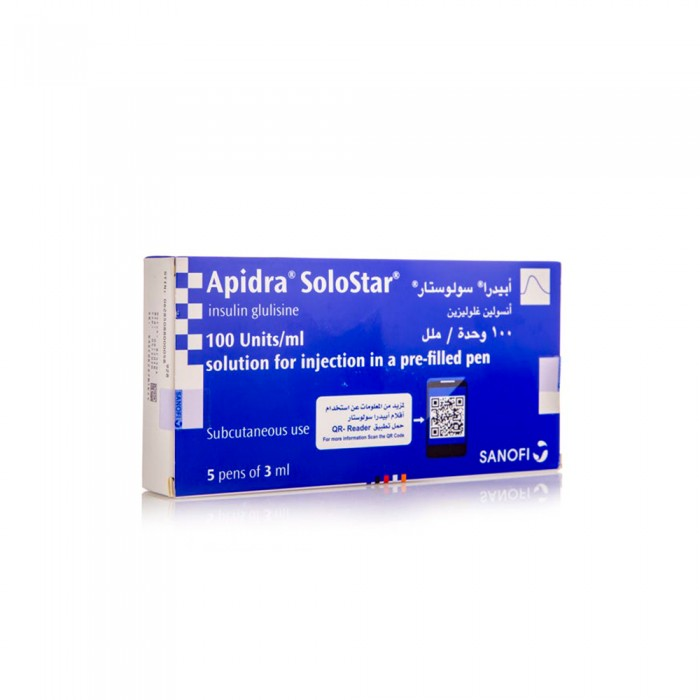 Apidra® SoloStar®
insulin glulisine
100 Units/ml
solution for injection in a pre-filled pen
Subcutaneous use
5 pens of 3 ml
أبيدرا® سولوستار®
أنسولين غلوليزين
١٠٠ وحدة / ملل
لمزيد من المعلومات عن استخدام
أقلام أبيدرا سولوستار
حمل تطبيق QR- Reader
For more information Scan the QR Code
SANOFI
SANOFI